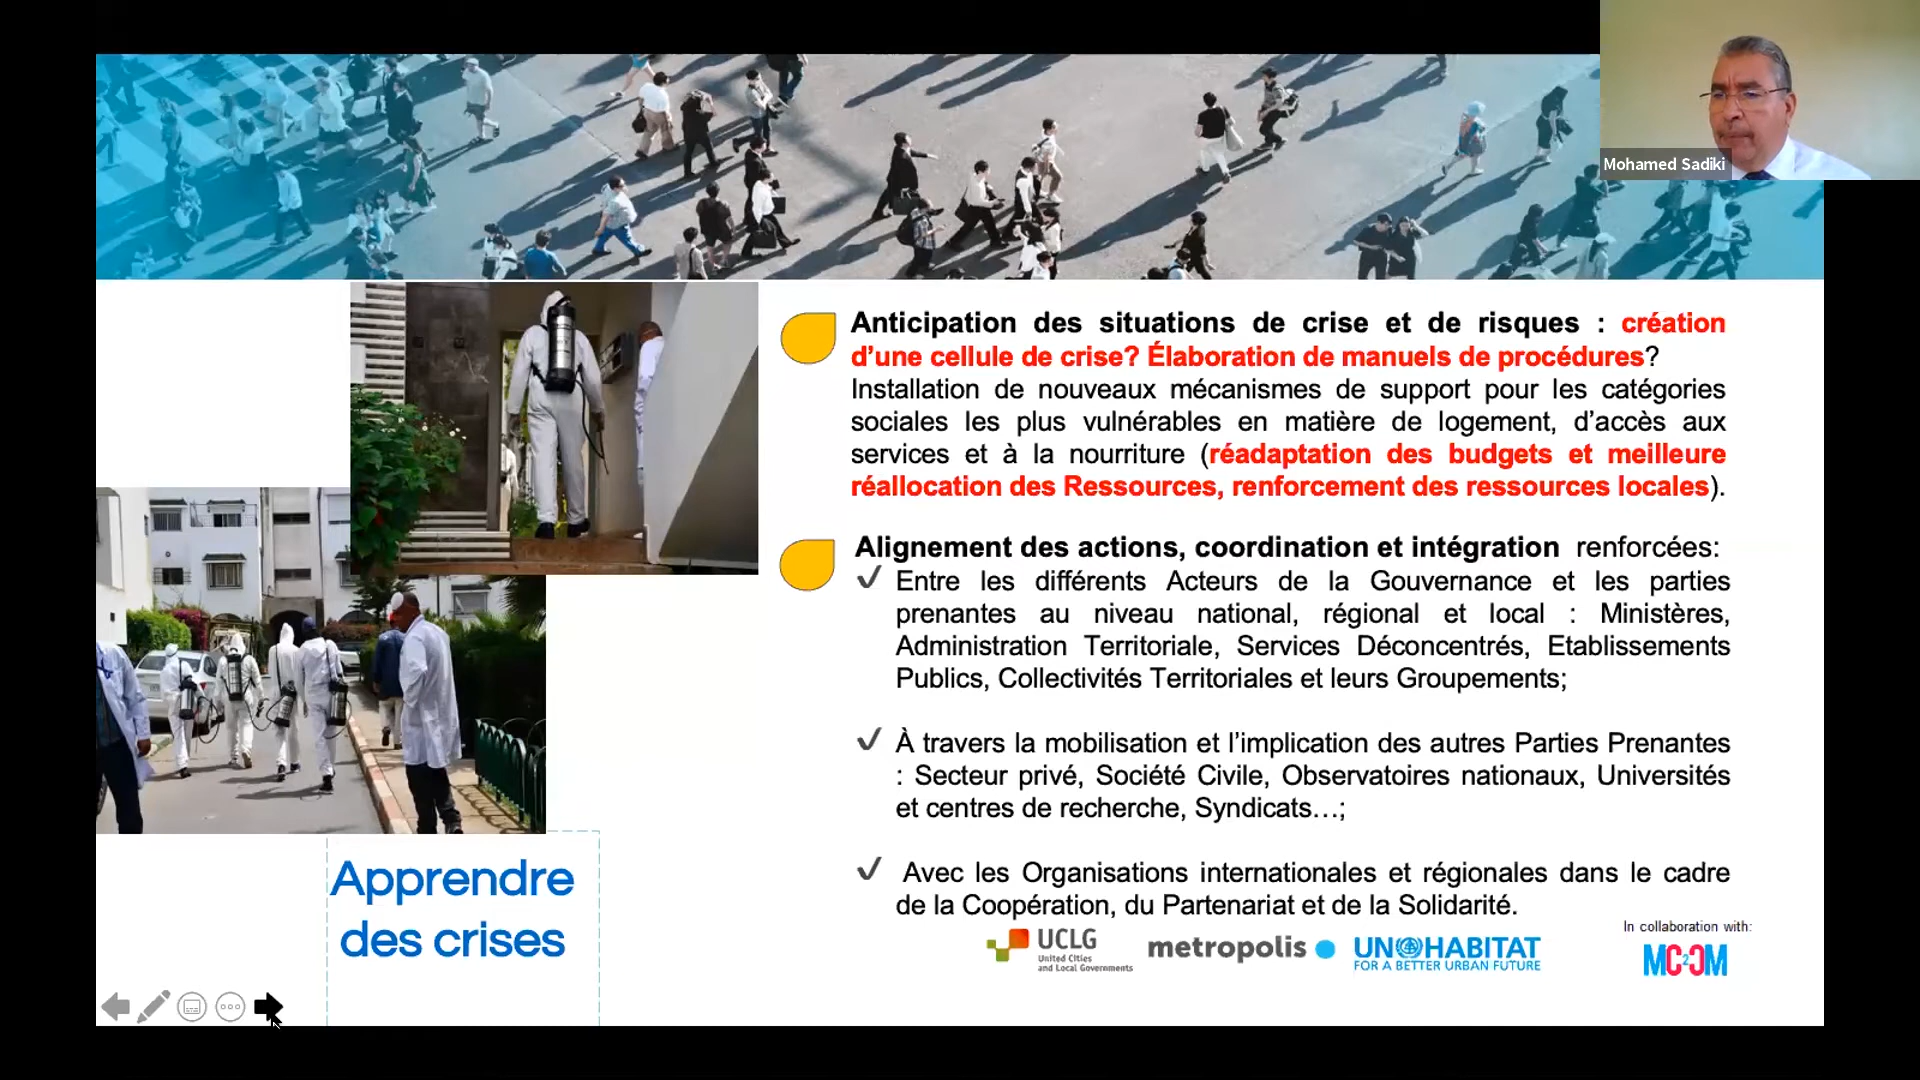 Mohamed Sadiki
Anticipation des situations de crise et de risques : création
d’une cellule de crise? Élaboration de manuels de procédures?
Installation de nouveaux mécanismes de support pour les catégories
sociales les plus vulnérables en matière de logement, d’accès aux
services et à la nourriture (réadaptation des budgets et meilleure
réallocation des Ressources, renforcement des ressources locales).
Alignement des actions, coordination et intégration renforcées:
✓ Entre les différents Acteurs de la Gouvernance et les parties
prenantes au niveau national, régional et local : Ministères,
Administration Territoriale, Services Déconcentrés, Etablissements
Publics, Collectivités Territoriales et leurs Groupements;
✓ À travers la mobilisation et l’implication des autres Parties Prenantes
: Secteur privé, Société Civile, Observatoires nationaux, Universités
et centres de recherche, Syndicats…;
✓ Avec les Organisations internationales et régionales dans le cadre
de la Coopération, du Partenariat et de la Solidarité.
Apprendre
des crises
UCLG
United Cities
and Local Governments
metropolis
UN HABITAT
FOR A BETTER URBAN FUTURE
In collaboration with:
MC2CM